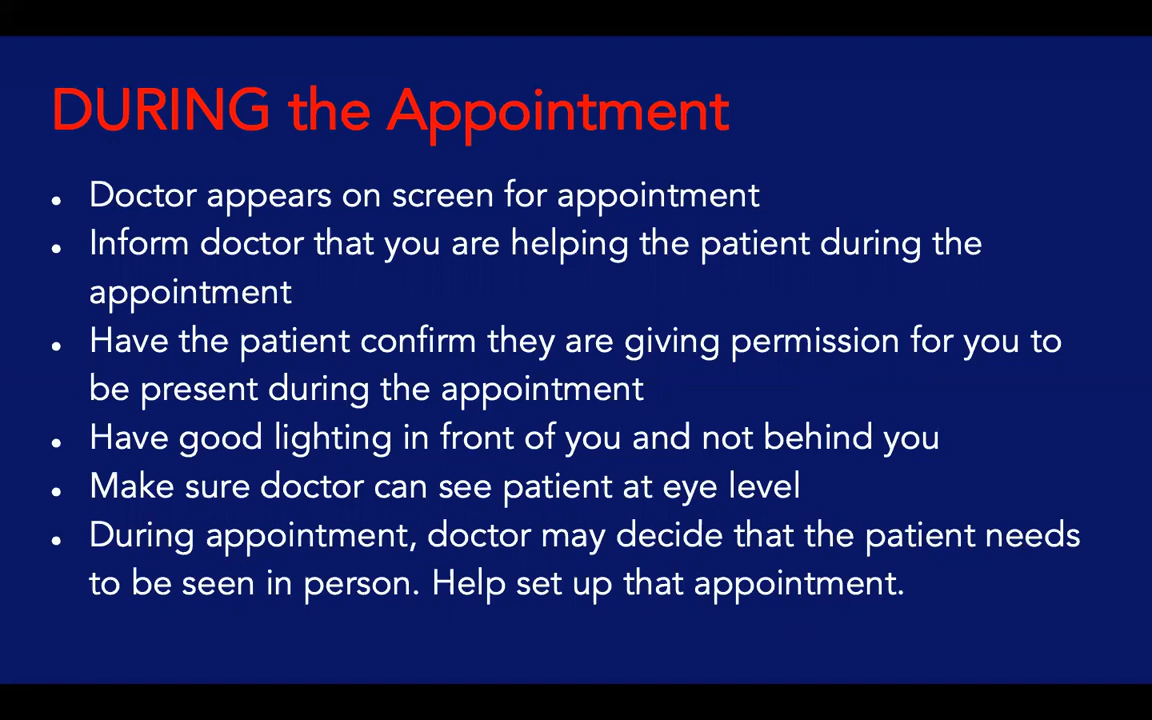 DURING the Appointment
• Doctor appears on screen for appointment
• Inform doctor that you are helping the patient during the
appointment
• Have the patient confirm they are giving permission for you to
be present during the appointment
• Have good lighting in front of you and not behind you
• Make sure doctor can see patient at eye level
• During appointment, doctor may decide that the patient needs
to be seen in person. Help set up that appointment.